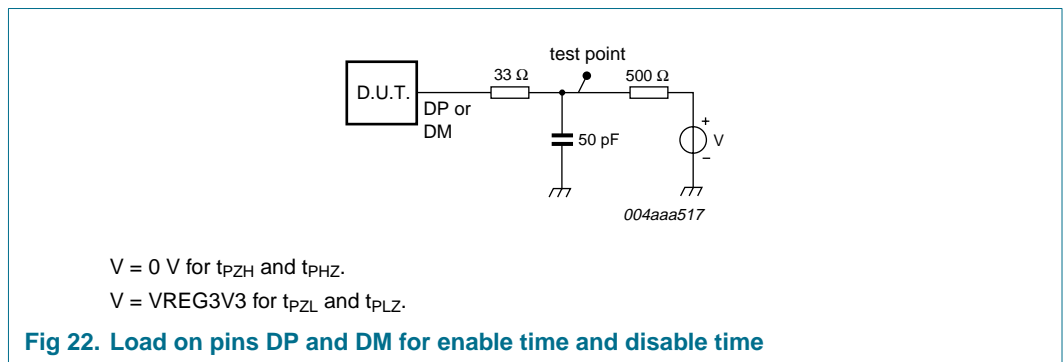 test point
33 Ω
500 Ω
D.U.T.
DP or
DM
50 pF
+
V
−
004aaa517
V = 0 V for tPZH and tPHZ.
V = VREG3V3 for tPZL and tPLZ.
Fig 22. Load on pins DP and DM for enable time and disable time